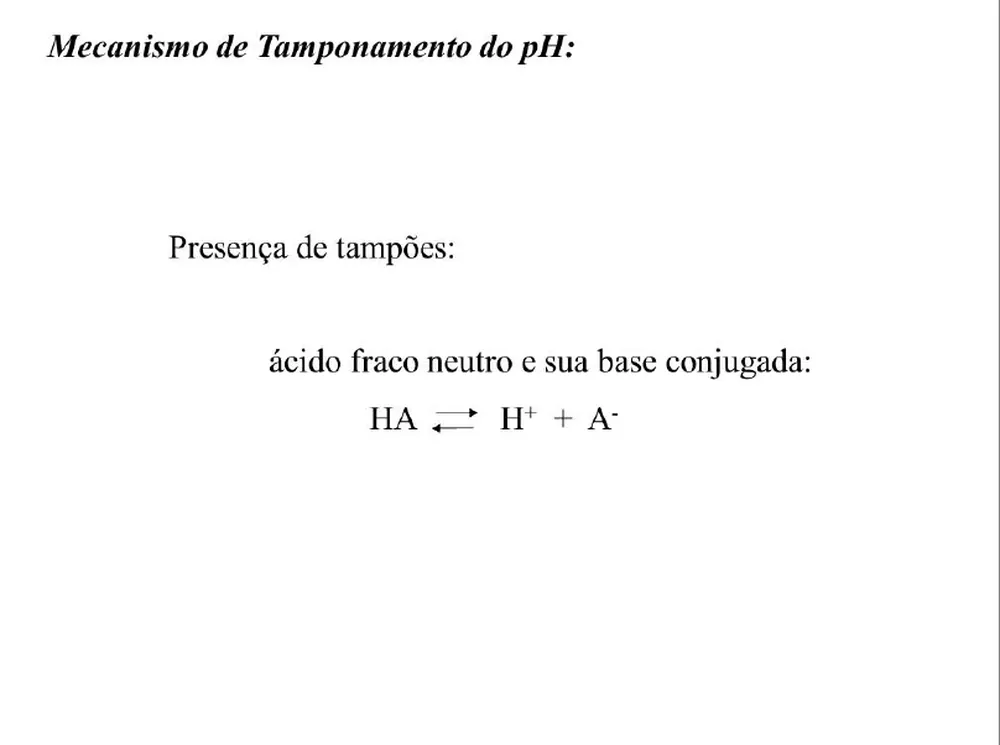 Mecanismo de Tamponamento do pH:
Presença de tampões:
ácido fraco neutro e sua base conjugada:
HA ⇄ H⁺ + A⁻